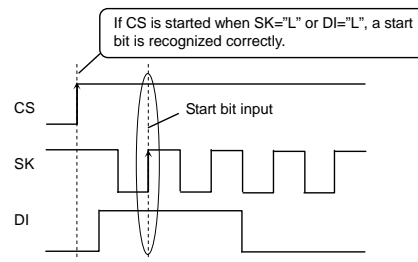 If CS is started when SK=”L” or DI=”L”, a start
bit is recognized correctly.
CS
Start bit input
SK
DI